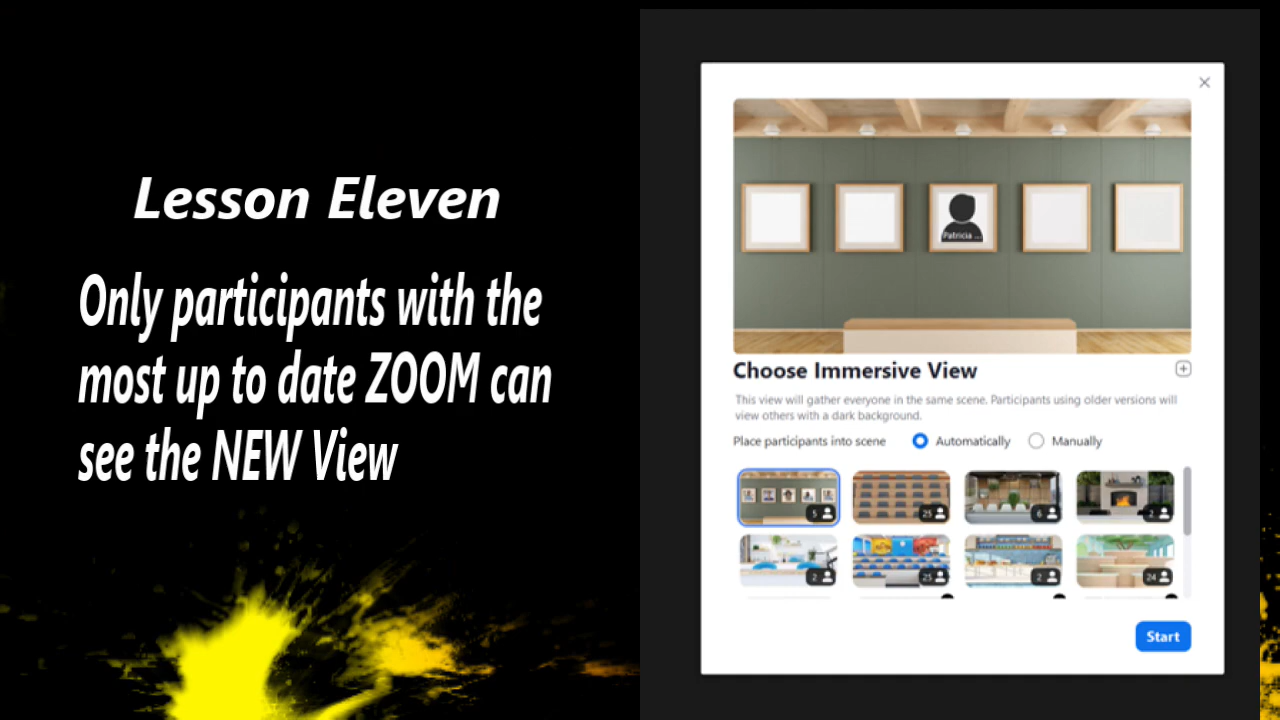 Lesson Eleven
Only participants with the
most up to date ZOOM can
see the NEW View
Patricia ...
Choose Immersive View
This view will gather everyone in the same scene. Participants using older versions will
view others with a dark background.
Place participants into scene Automatically Manually
5 25 6 2
2 25 2 24
Start